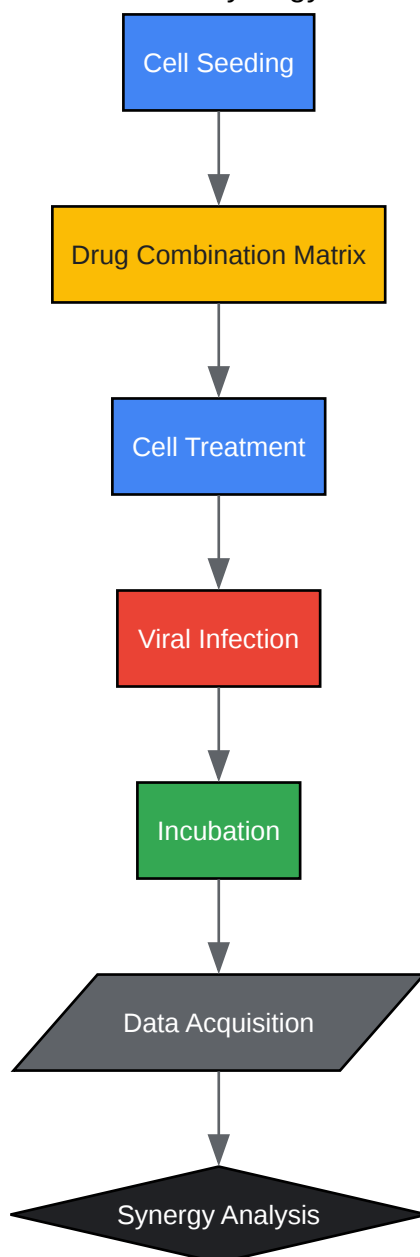 Cell Seeding
Drug Combination Matrix
Cell Treatment
Viral Infection
Incubation
Data Acquisition
Synergy Analysis